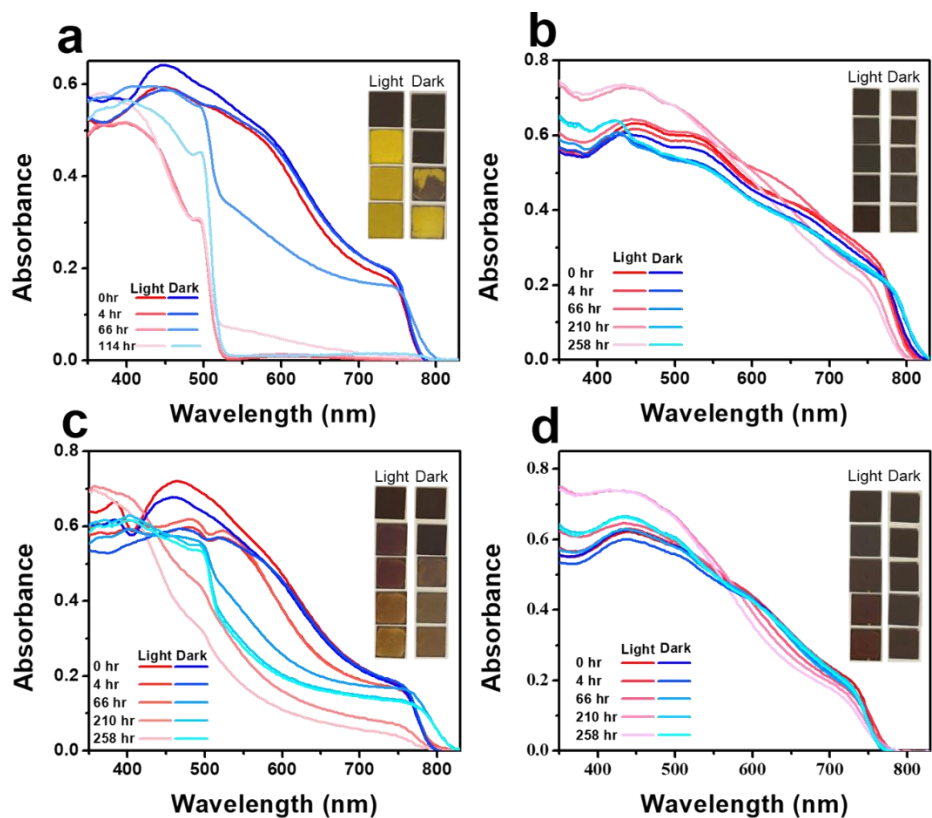 a
0.6
0.4
0.2
0.0
400 500 600 700 800
Absorbance
Wavelength (nm)
Light Dark
Light Dark
0hr
4 hr
66 hr
114 hr
b
0.8
0.6
0.4
0.2
0.0
400 500 600 700 800
Absorbance
Wavelength (nm)
Light Dark
Light Dark
0 hr
4 hr
66 hr
210 hr
258 hr
c
0.8
0.6
0.4
0.2
0.0
400 500 600 700 800
Absorbance
Wavelength (nm)
Light Dark
Light Dark
0 hr
4 hr
66 hr
210 hr
258 hr
d
0.8
0.6
0.4
0.2
0.0
400 500 600 700 800
Absorbance
Wavelength (nm)
Light Dark
Light Dark
0 hr
4 hr
66 hr
210 hr
258 hr